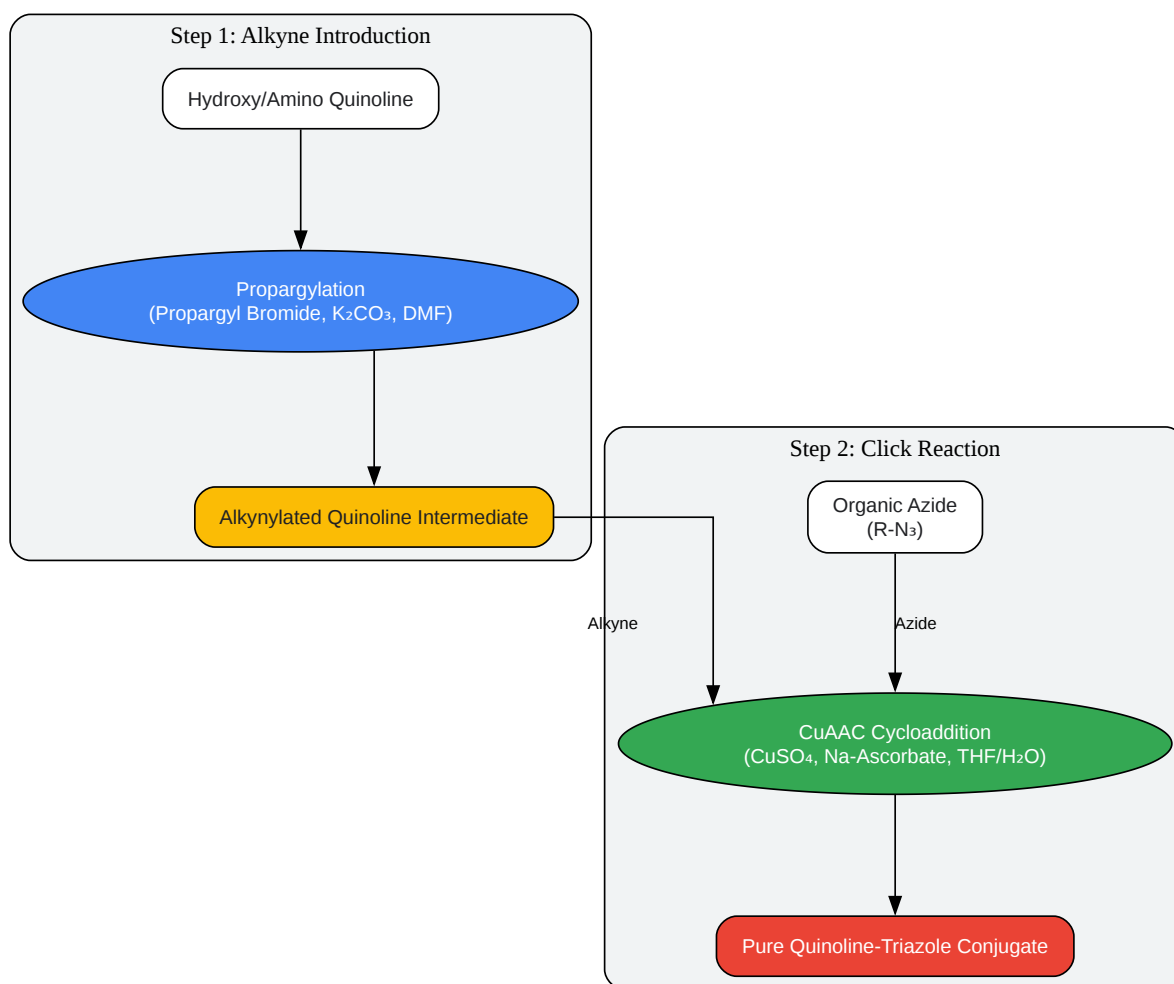 Step 1: Alkyne Introduction
Hydroxy/Amino Quinoline
Propargylation
(Propargyl Bromide, K₂CO₃, DMF)
Alkynylated Quinoline Intermediate
Step 2: Click Reaction
Organic Azide
(R-N₃)
Alkyne
Azide
CuAAC Cycloaddition
(CuSO₄, Na-Ascorbate, THF/H₂O)
Pure Quinoline-Triazole Conjugate